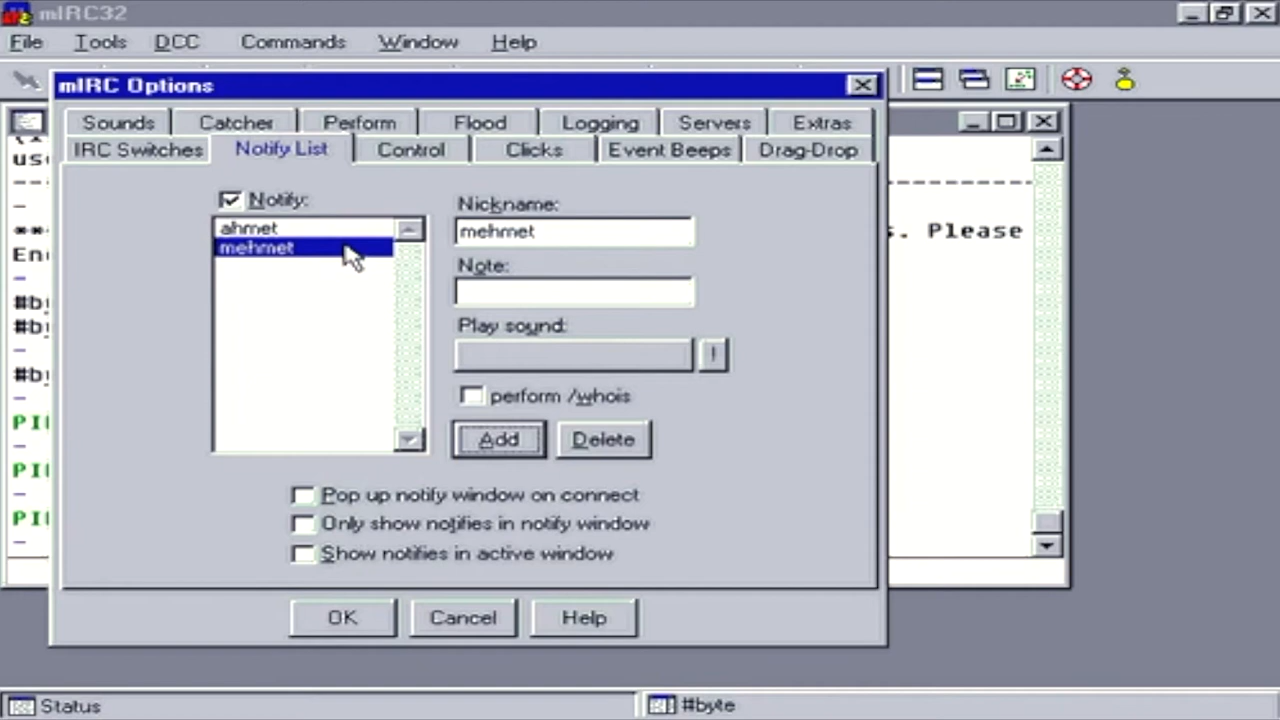 mIRC32
File Tools DCC Commands Window Help
mIRC Options
Sounds Catcher Perform Flood Logging Servers Extras
IRC Switches Notify List Control Clicks Event Beeps Drag-Drop
Notify:
ahmet
mehmet
Nickname:
mehmet
Note:
Play sound:
!
perform /whois
Add Delete
Pop up notify window on connect
Only show notifies in notify window
Show notifies in active window
OK Cancel Help
s. Please
Status #byte